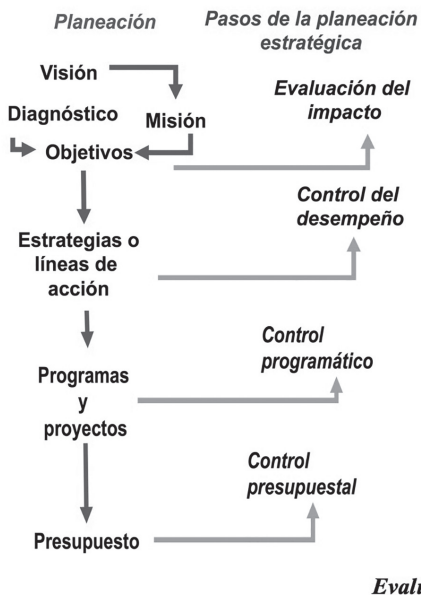 Planeación
Pasos de la planeación
estratégica
Visión
Evaluación del
impacto
Diagnóstico
Misión
Objetivos
Control del
desempeño
Estrategias o
líneas de
acción
Control
programático
Programas
y
proyectos
Control
presupuestal
Presupuesto